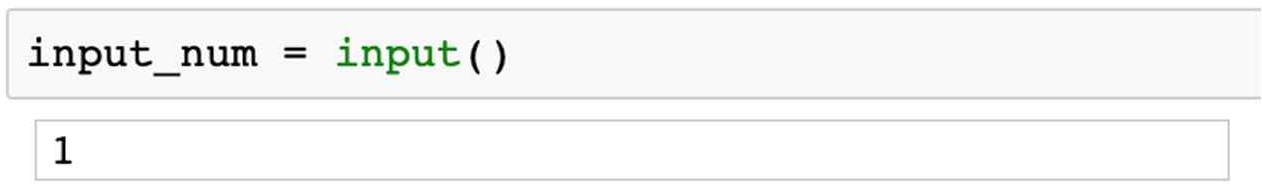 input_num = input()
1